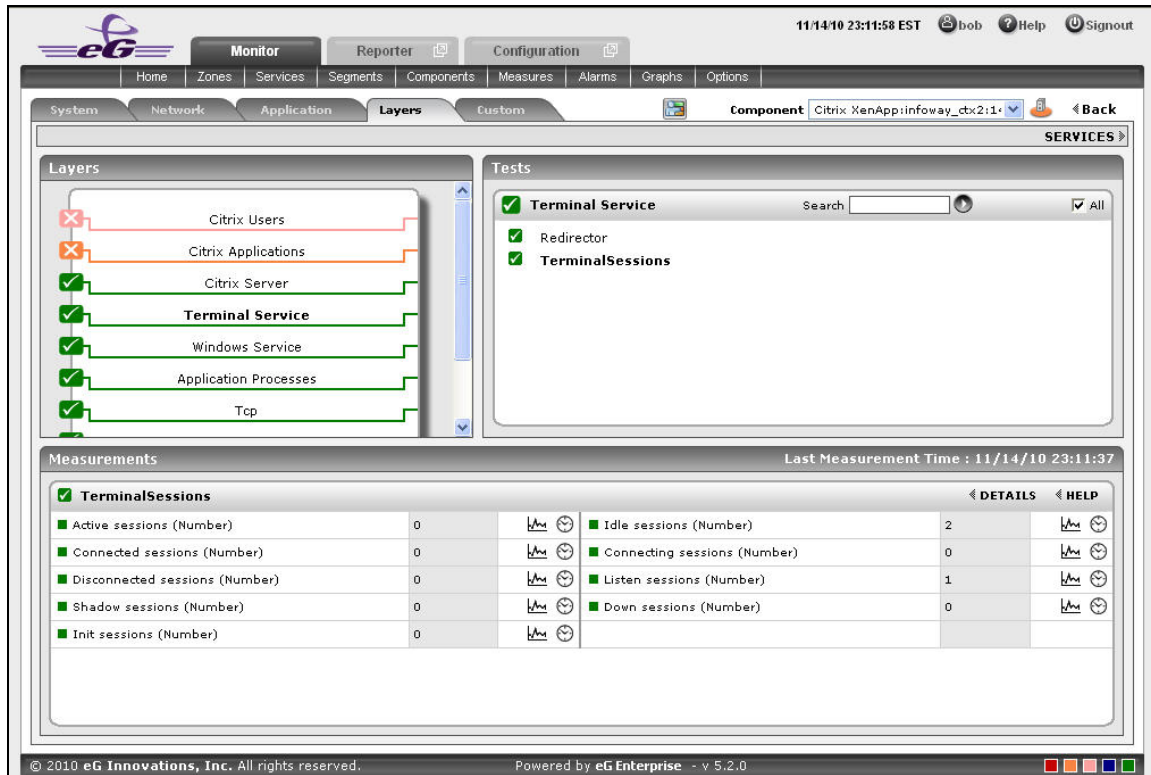 11/14/10 23:11:58 EST bob Help Signout
eG
Monitor Reporter Configuration
Home Zones Services Segments Components Measures Alarms Graphs Options
System Network Application Layers Custom Component Citrix XenApp:infoway_ctx2:1 Back
SERVICES
Layers
Citrix Users
Citrix Applications
Citrix Server
Terminal Service
Windows Service
Application Processes
Tcp
Tests
Terminal Service Search All
Redirector
TerminalSessions
Measurements Last Measurement Time : 11/14/10 23:11:37
TerminalSessions DETAILS HELP
Active sessions (Number) 0 Idle sessions (Number) 2
Connected sessions (Number) 0 Connecting sessions (Number) 0
Disconnected sessions (Number) 0 Listen sessions (Number) 1
Shadow sessions (Number) 0 Down sessions (Number) 0
Init sessions (Number) 0
© 2010 eG Innovations, Inc. All rights reserved. Powered by eG Enterprise - v 5.2.0